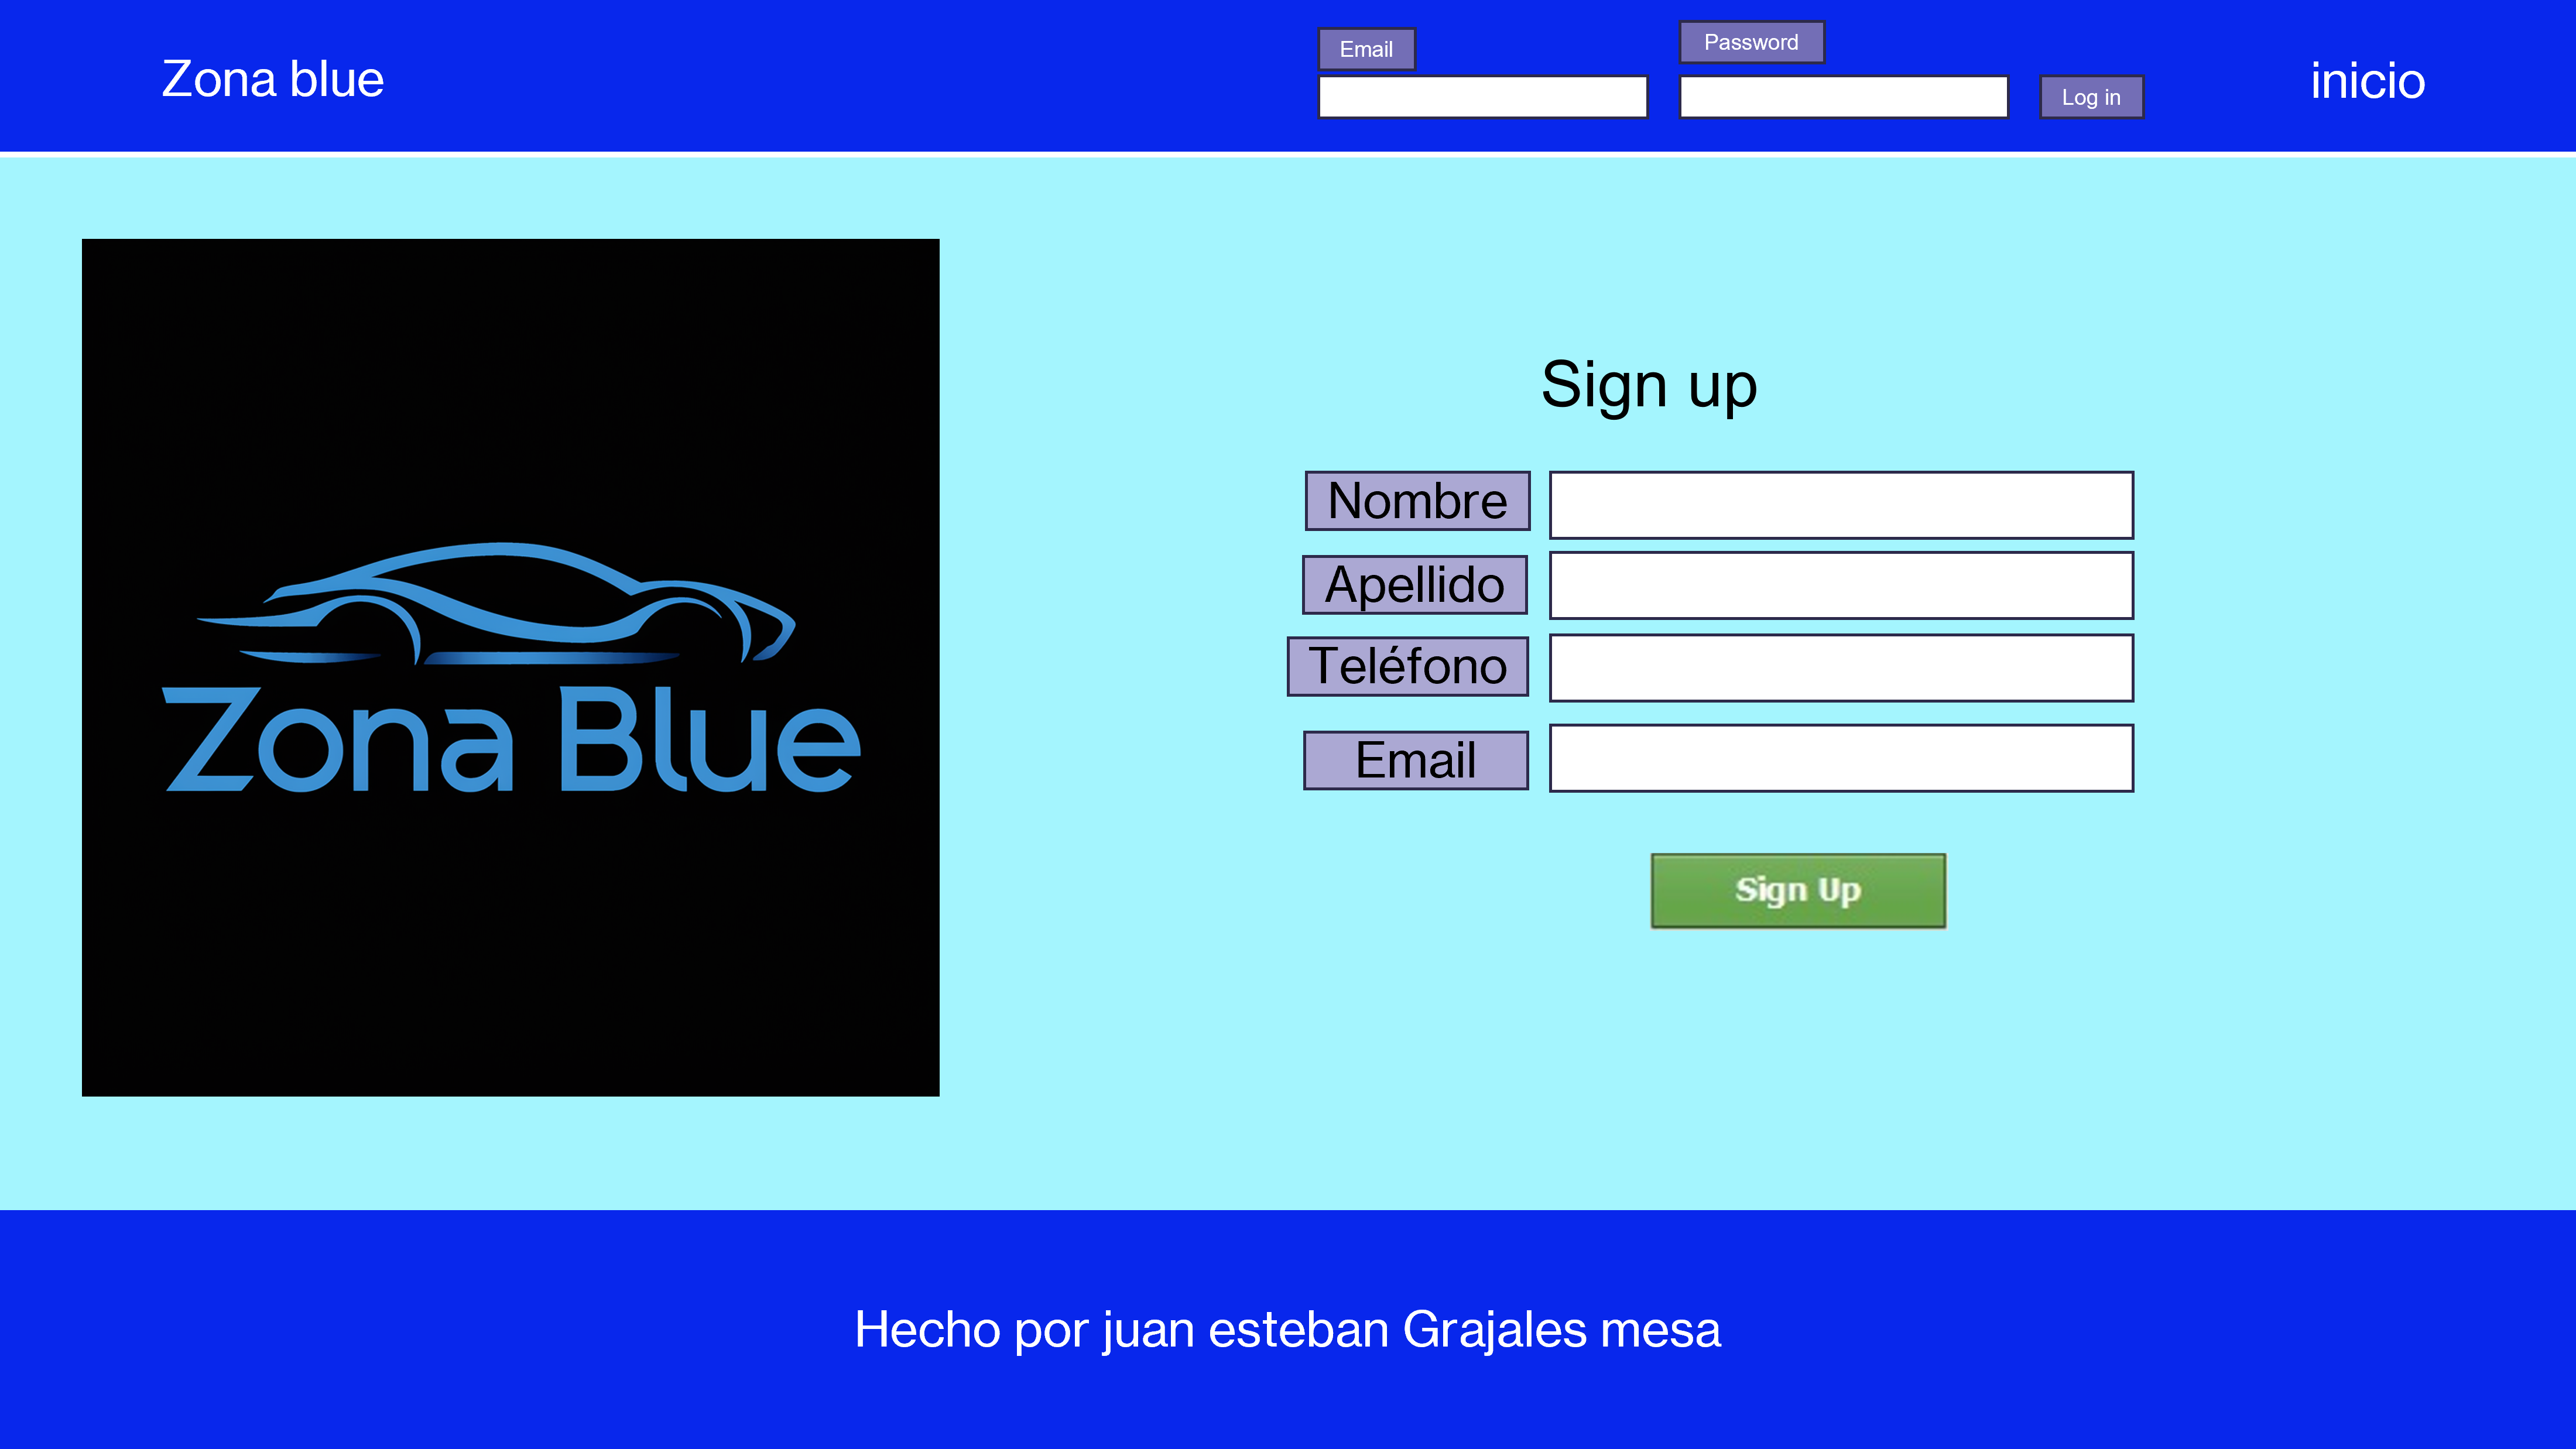 Zona blue
Email
Password
Log in
inicio
Zona Blue
Sign up
Nombre
Apellido
Teléfono
Email
Sign Up
Hecho por juan esteban Grajales mesa